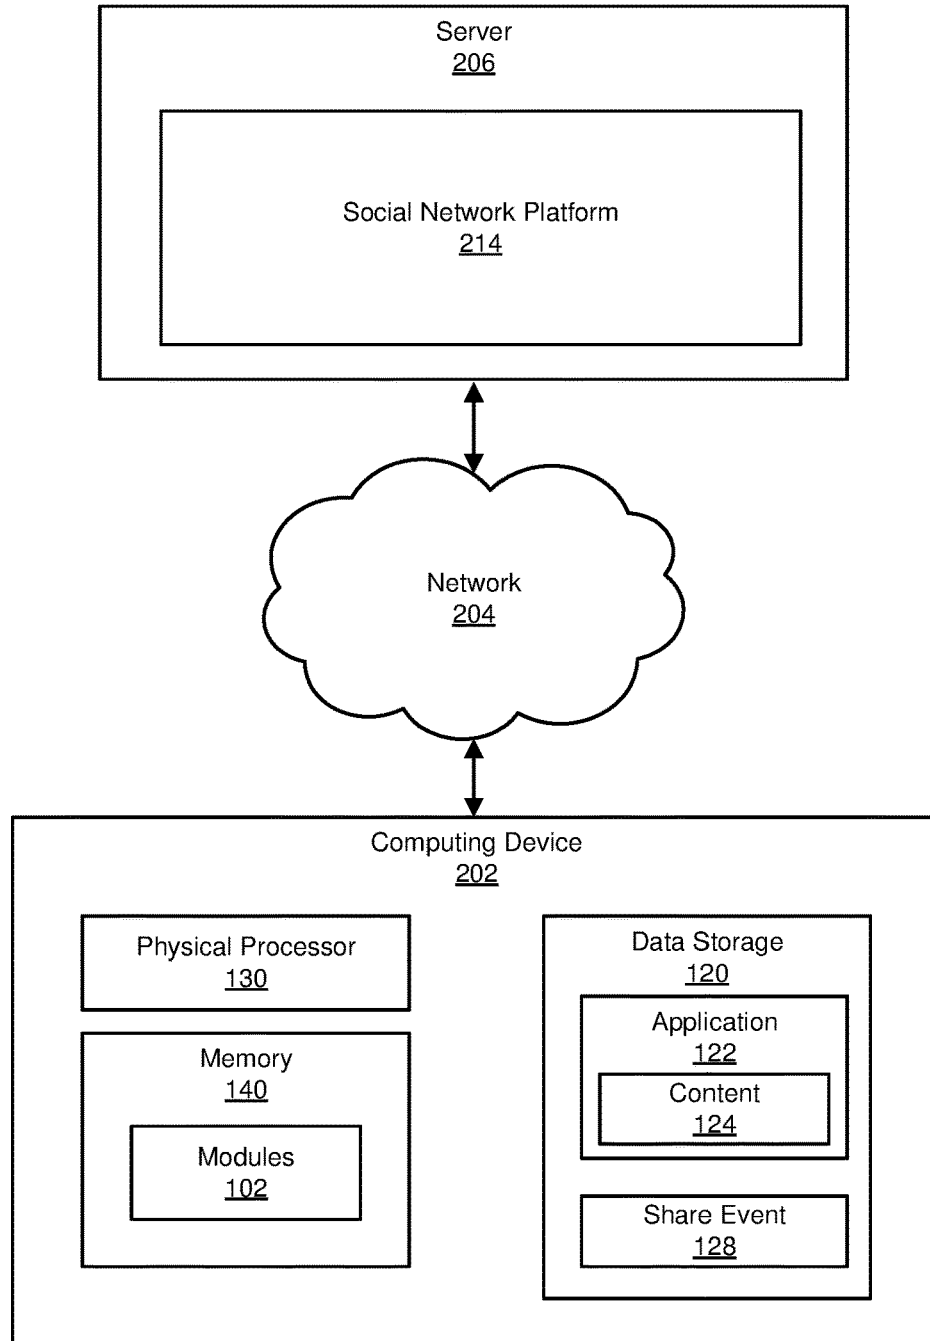 Server
206
Social Network Platform
214
Network
204
Computing Device
202
Physical Processor
130
Memory
140
Modules
102
Data Storage
120
Application
122
Content
124
Share Event
128